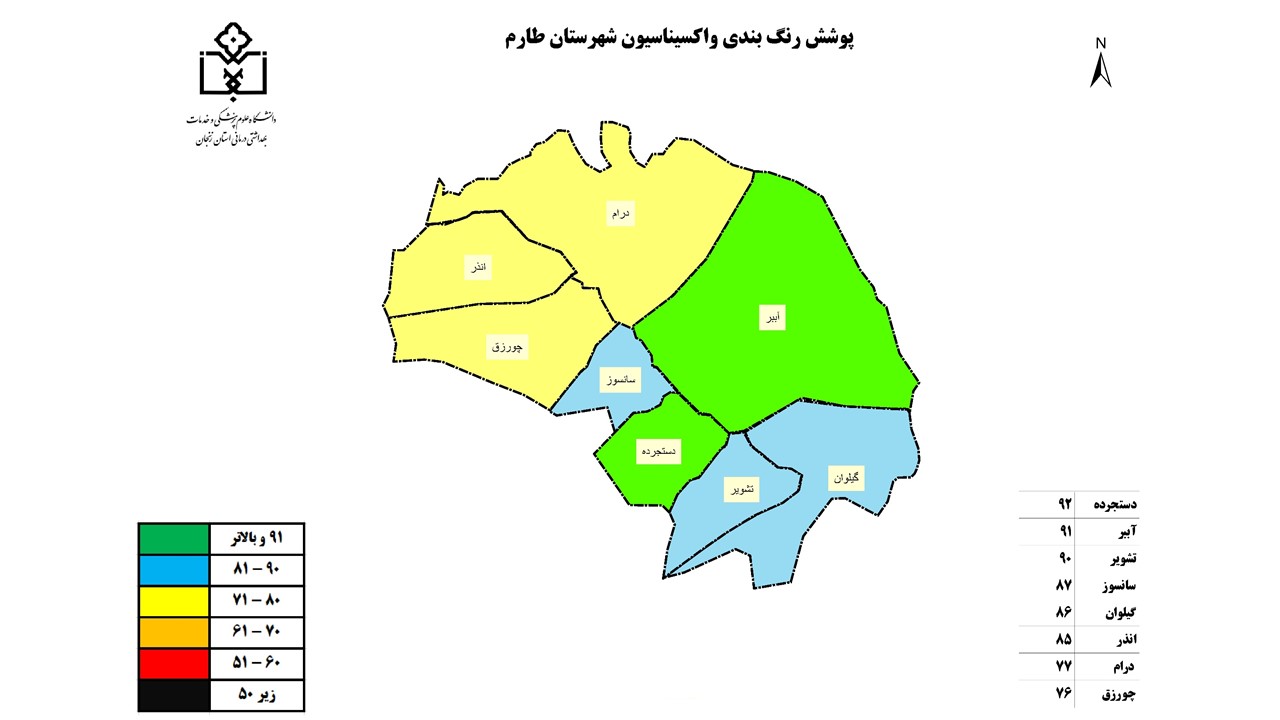 پوشش رنگ بندی واکسیناسیون شهرستان طارم
N
دانشگاه علوم پزشکی و خدمات
بهداشتی درمانی استان زنجان
درام
انذر
آببر
چورزق
سانسوز
دستجرده
گیلوان
تشویر
دستجرده ۹۲
آببر ۹۱
تشویر ۹۰
سانسوز ۸۷
گیلوان ۸۶
انذر ۸۵
درام ۷۷
چورزق ۷۶
۹۱ و بالاتر
۸۱ – ۹۰
۷۱ – ۸۰
۶۱ – ۷۰
۵۱ – ۶۰
زیر ۵۰